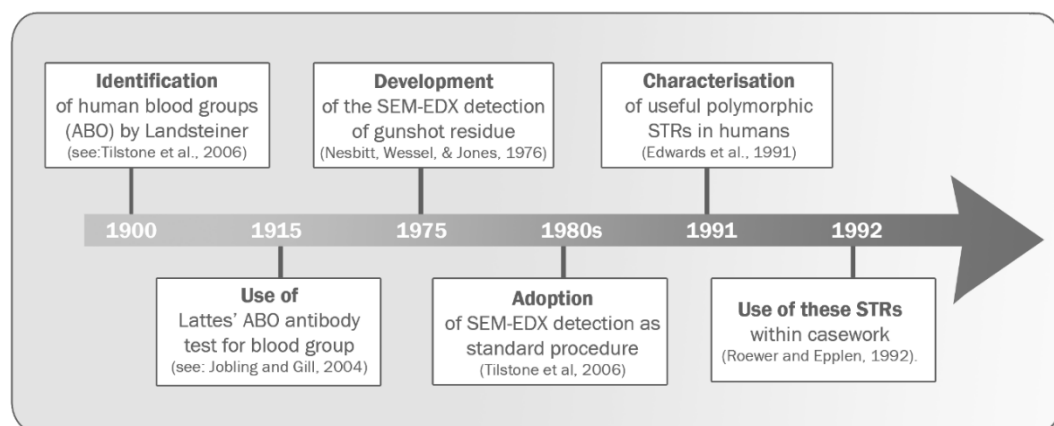 Identification
of human blood groups
(ABO) by Landsteiner
(see:Tilstone et al., 2006)
Development
of the SEM-EDX detection
of gunshot residue
(Nesbitt, Wessel, & Jones, 1976)
Characterisation
of useful polymorphic
STRs in humans
(Edwards et al., 1991)
1900 1915 1975 1980s 1991 1992
Use of
Lattes’ ABO antibody
test for blood group
(see: Jobling and Gill, 2004)
Adoption
of SEM-EDX detection as
standard procedure
(Tilstone et al, 2006)
Use of these STRs
within casework
(Roewer and Epplen, 1992).